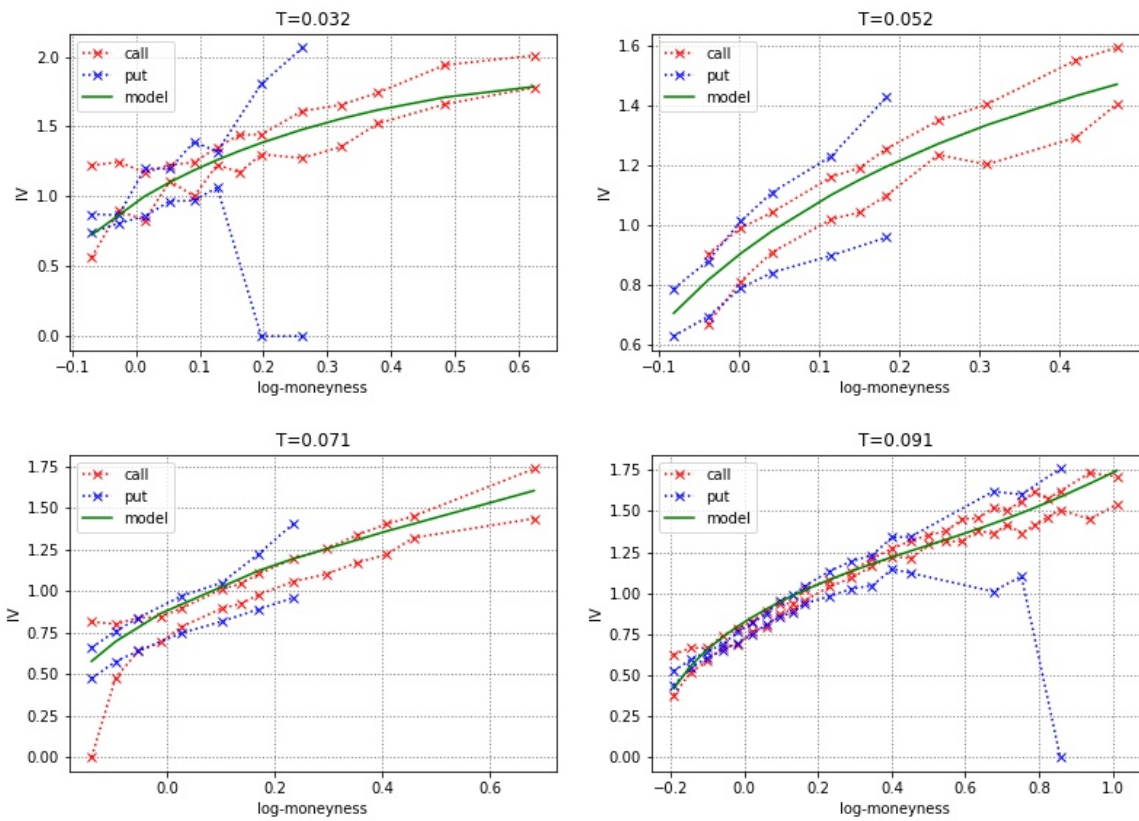 T=0.032
call
put
model
2.0
1.5
1.0
0.5
0.0
IV
−0.1 0.0 0.1 0.2 0.3 0.4 0.5 0.6
log-moneyness
T=0.052
call
put
model
1.6
1.4
1.2
1.0
0.8
0.6
IV
−0.1 0.0 0.1 0.2 0.3 0.4
log-moneyness
T=0.071
call
put
model
1.75
1.50
1.25
1.00
0.75
0.50
0.25
0.00
IV
0.0 0.2 0.4 0.6
log-moneyness
T=0.091
call
put
model
1.75
1.50
1.25
1.00
0.75
0.50
0.25
0.00
IV
−0.2 0.0 0.2 0.4 0.6 0.8 1.0
log-moneyness